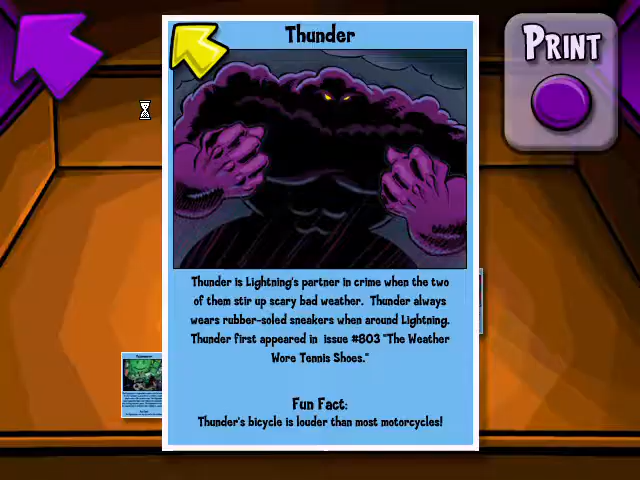 Thunder
PRINT
Thunder is Lightning's partner in crime when the two
of them stir up scary bad weather. Thunder always
wears rubber-soled sneakers when around Lightning.
Thunder first appeared in issue #803 "The Weather
Wore Tennis Shoes."
Fun Fact:
Thunder's bicycle is louder than most motorcycles!